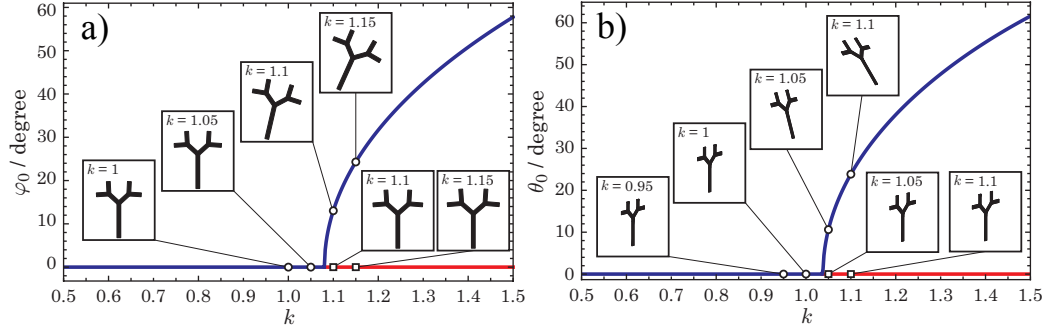 a)
φ₀ / degree
60
50
40
30
20
10
0
k = 1
k = 1.05
k = 1.1
k = 1.15
k = 1.1
k = 1.15
0.5 0.6 0.7 0.8 0.9 1.0 1.1 1.2 1.3 1.4 1.5
k
b)
θ₀ / degree
60
50
40
30
20
10
0
k = 0.95
k = 1
k = 1.05
k = 1.1
k = 1.05
k = 1.1
0.5 0.6 0.7 0.8 0.9 1.0 1.1 1.2 1.3 1.4 1.5
k